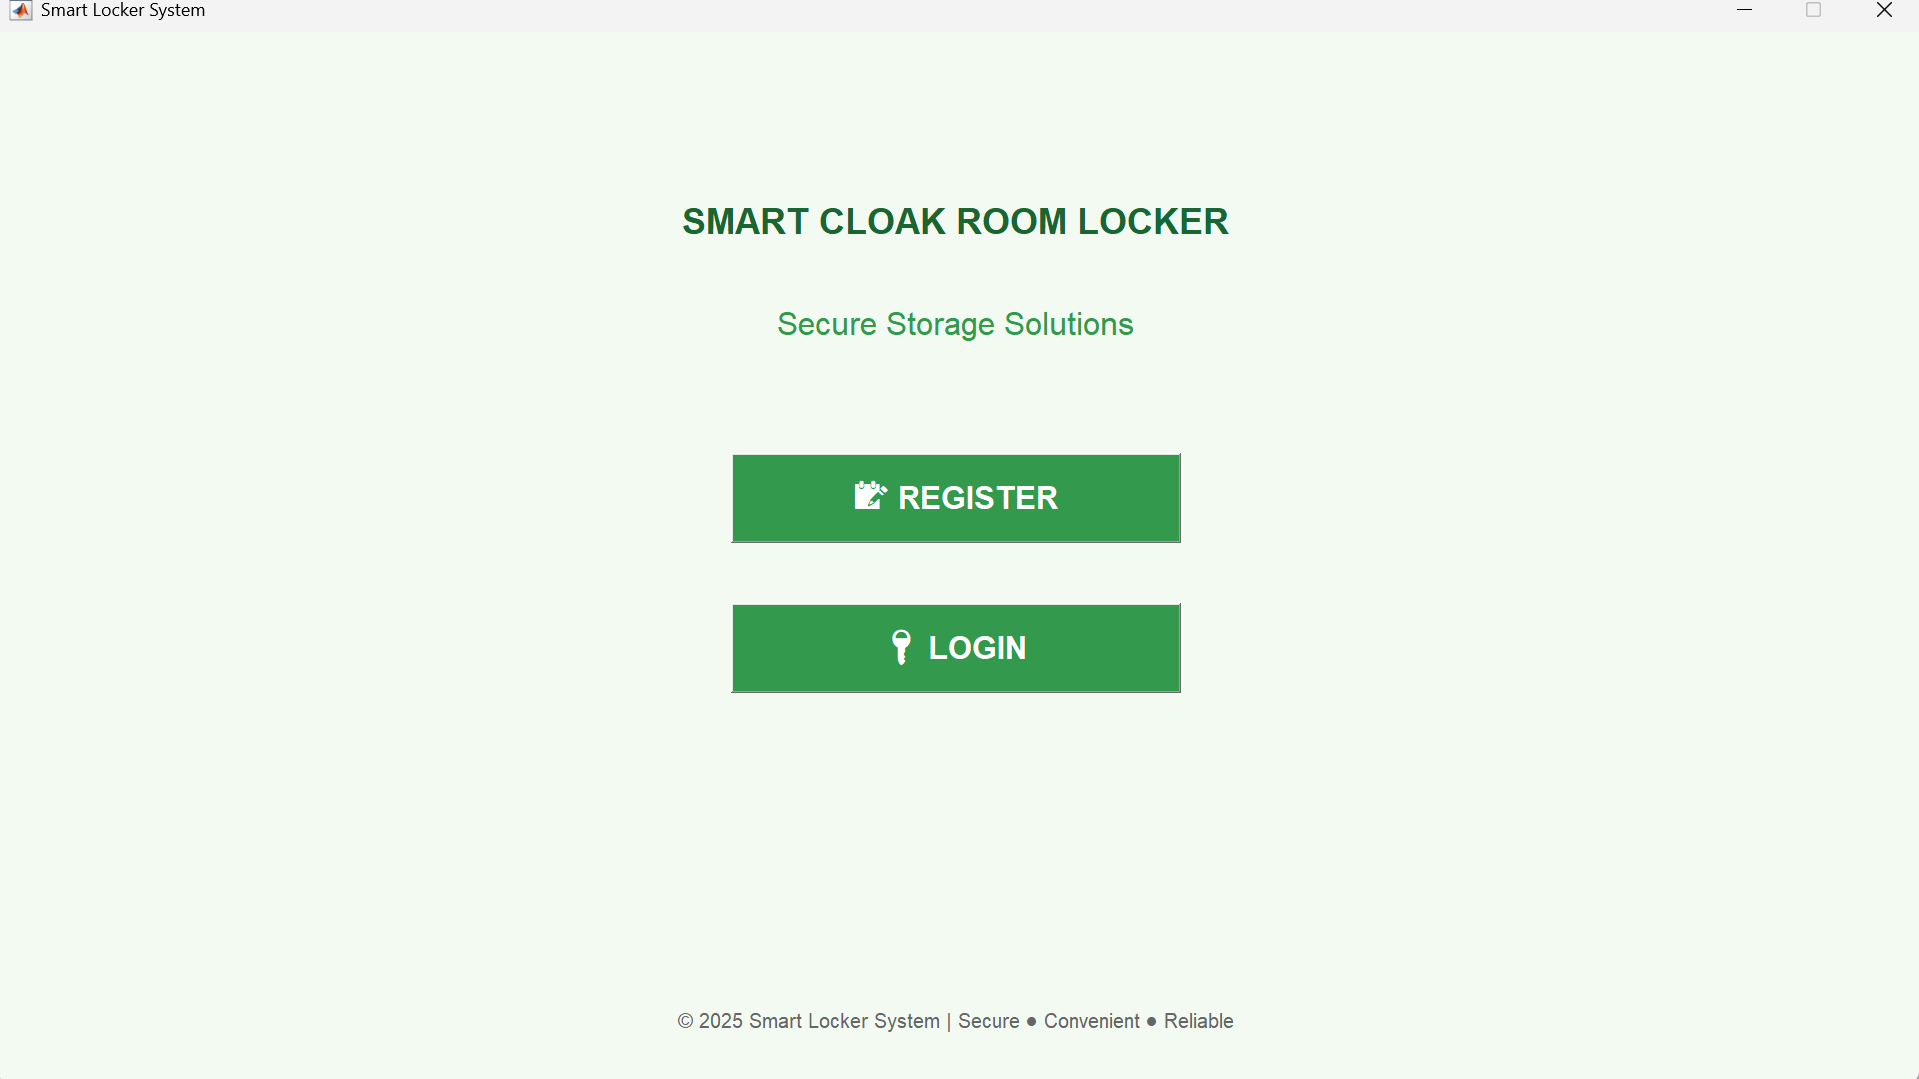 Smart Locker System
SMART CLOAK ROOM LOCKER
Secure Storage Solutions
REGISTER
LOGIN
© 2025 Smart Locker System | Secure ● Convenient ● Reliable